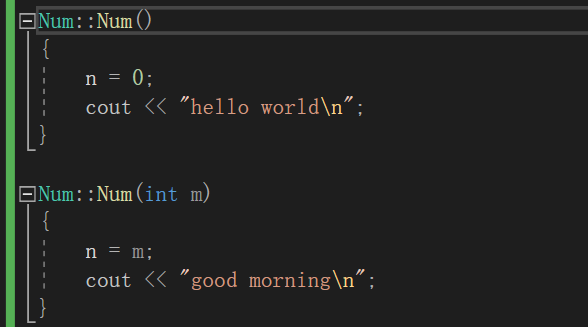 Num::Num()
{
n = 0;
cout << "hello world\n";
}
Num::Num(int m)
{
n = m;
cout << "good morning\n";
}